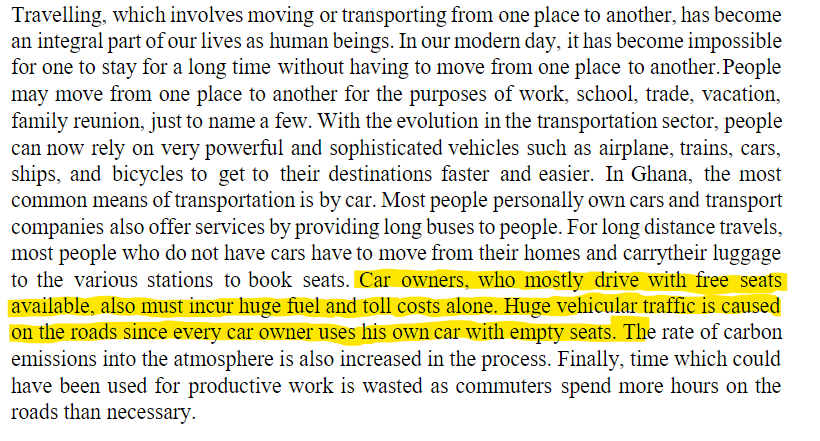 Travelling, which involves moving or transporting from one place to another, has become
an integral part of our lives as human beings. In our modern day, it has become impossible
for one to stay for a long time without having to move from one place to another.People
may move from one place to another for the purposes of work, school, trade, vacation,
family reunion, just to name a few. With the evolution in the transportation sector, people
can now rely on very powerful and sophisticated vehicles such as airplane, trains, cars,
ships, and bicycles to get to their destinations faster and easier. In Ghana, the most
common means of transportation is by car. Most people personally own cars and transport
companies also offer services by providing long buses to people. For long distance travels,
most people who do not have cars have to move from their homes and carrytheir luggage
to the various stations to book seats. Car owners, who mostly drive with free seats
available, also must incur huge fuel and toll costs alone. Huge vehicular traffic is caused
on the roads since every car owner uses his own car with empty seats. The rate of carbon
emissions into the atmosphere is also increased in the process. Finally, time which could
have been used for productive work is wasted as commuters spend more hours on the
roads than necessary.